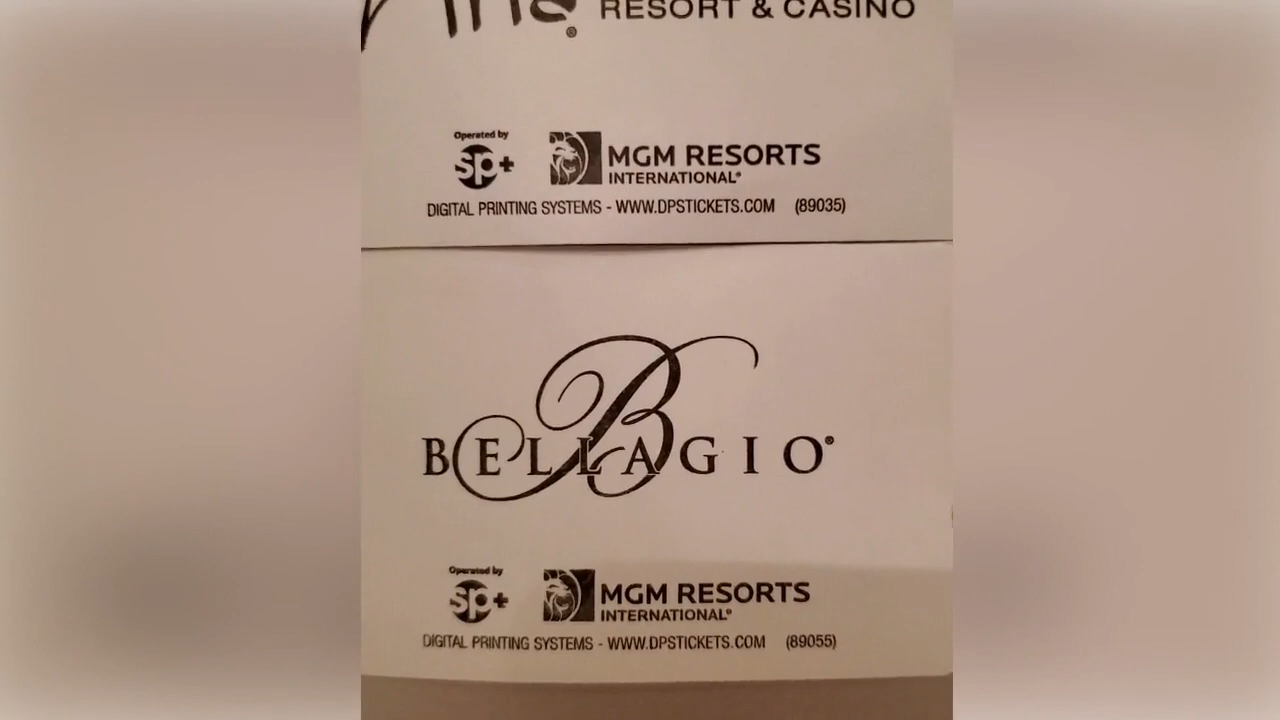 RESORT & CASINO
Operated by
sp+
MGM RESORTS
INTERNATIONAL®
DIGITAL PRINTING SYSTEMS - WWW.DPSTICKETS.COM (89035)
B
BELLAGIO®
Operated by
sp+
MGM RESORTS
INTERNATIONAL®
DIGITAL PRINTING SYSTEMS - WWW.DPSTICKETS.COM (89055)